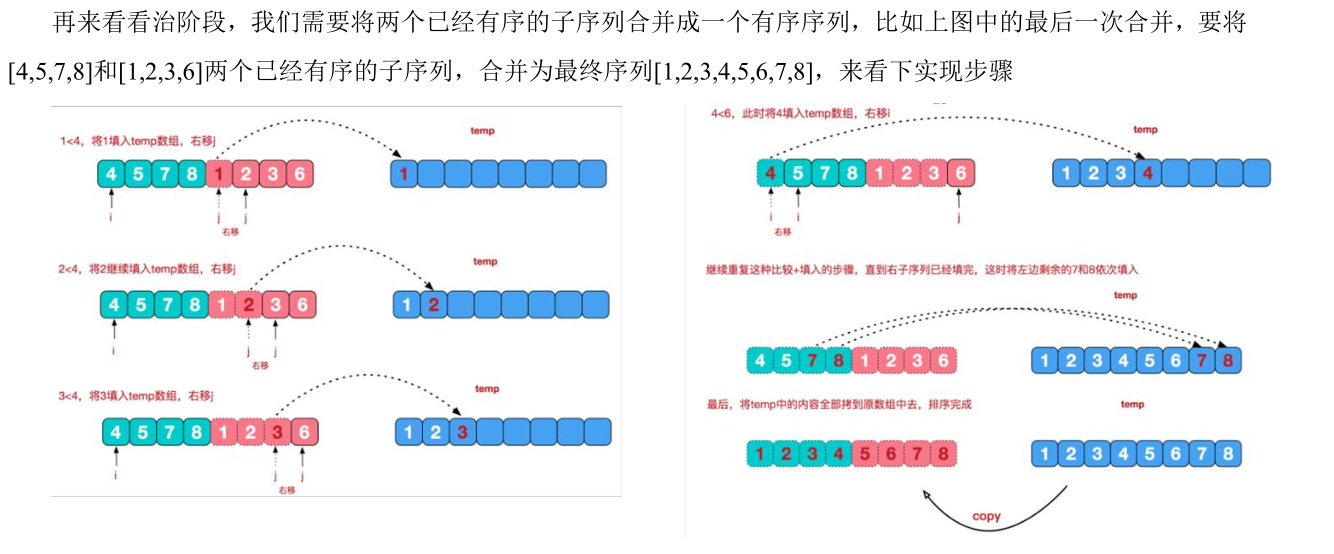 再来看看治阶段，我们需要将两个已经有序的子序列合并成一个有序序列，比如上图中的最后一次合并，要将
[4,5,7,8]和[1,2,3,6]两个已经有序的子序列，合并为最终序列[1,2,3,4,5,6,7,8]，来看下实现步骤
1<4，将1填入temp数组，右移j
temp
4 5 7 8 1 2 3 6
1
i
j
j
右移
2<4，将2继续填入temp数组，右移j
temp
4 5 7 8 1 2 3 6
1 2
i
j
j
右移
3<4，将3填入temp数组，右移j
temp
4 5 7 8 1 2 3 6
1 2 3
i
j
j
右移
4<6，此时将4填入temp数组，右移i
temp
4 5 7 8 1 2 3 6
1 2 3 4
i
i
j
右移
继续重复这种比较+填入的步骤，直到右子序列已经填完，这时将左边剩余的7和8依次填入
temp
4 5 7 8 1 2 3 6
1 2 3 4 5 6 7 8
最后，将temp中的内容全部拷到原数组中去，排序完成
temp
1 2 3 4 5 6 7 8
1 2 3 4 5 6 7 8
copy